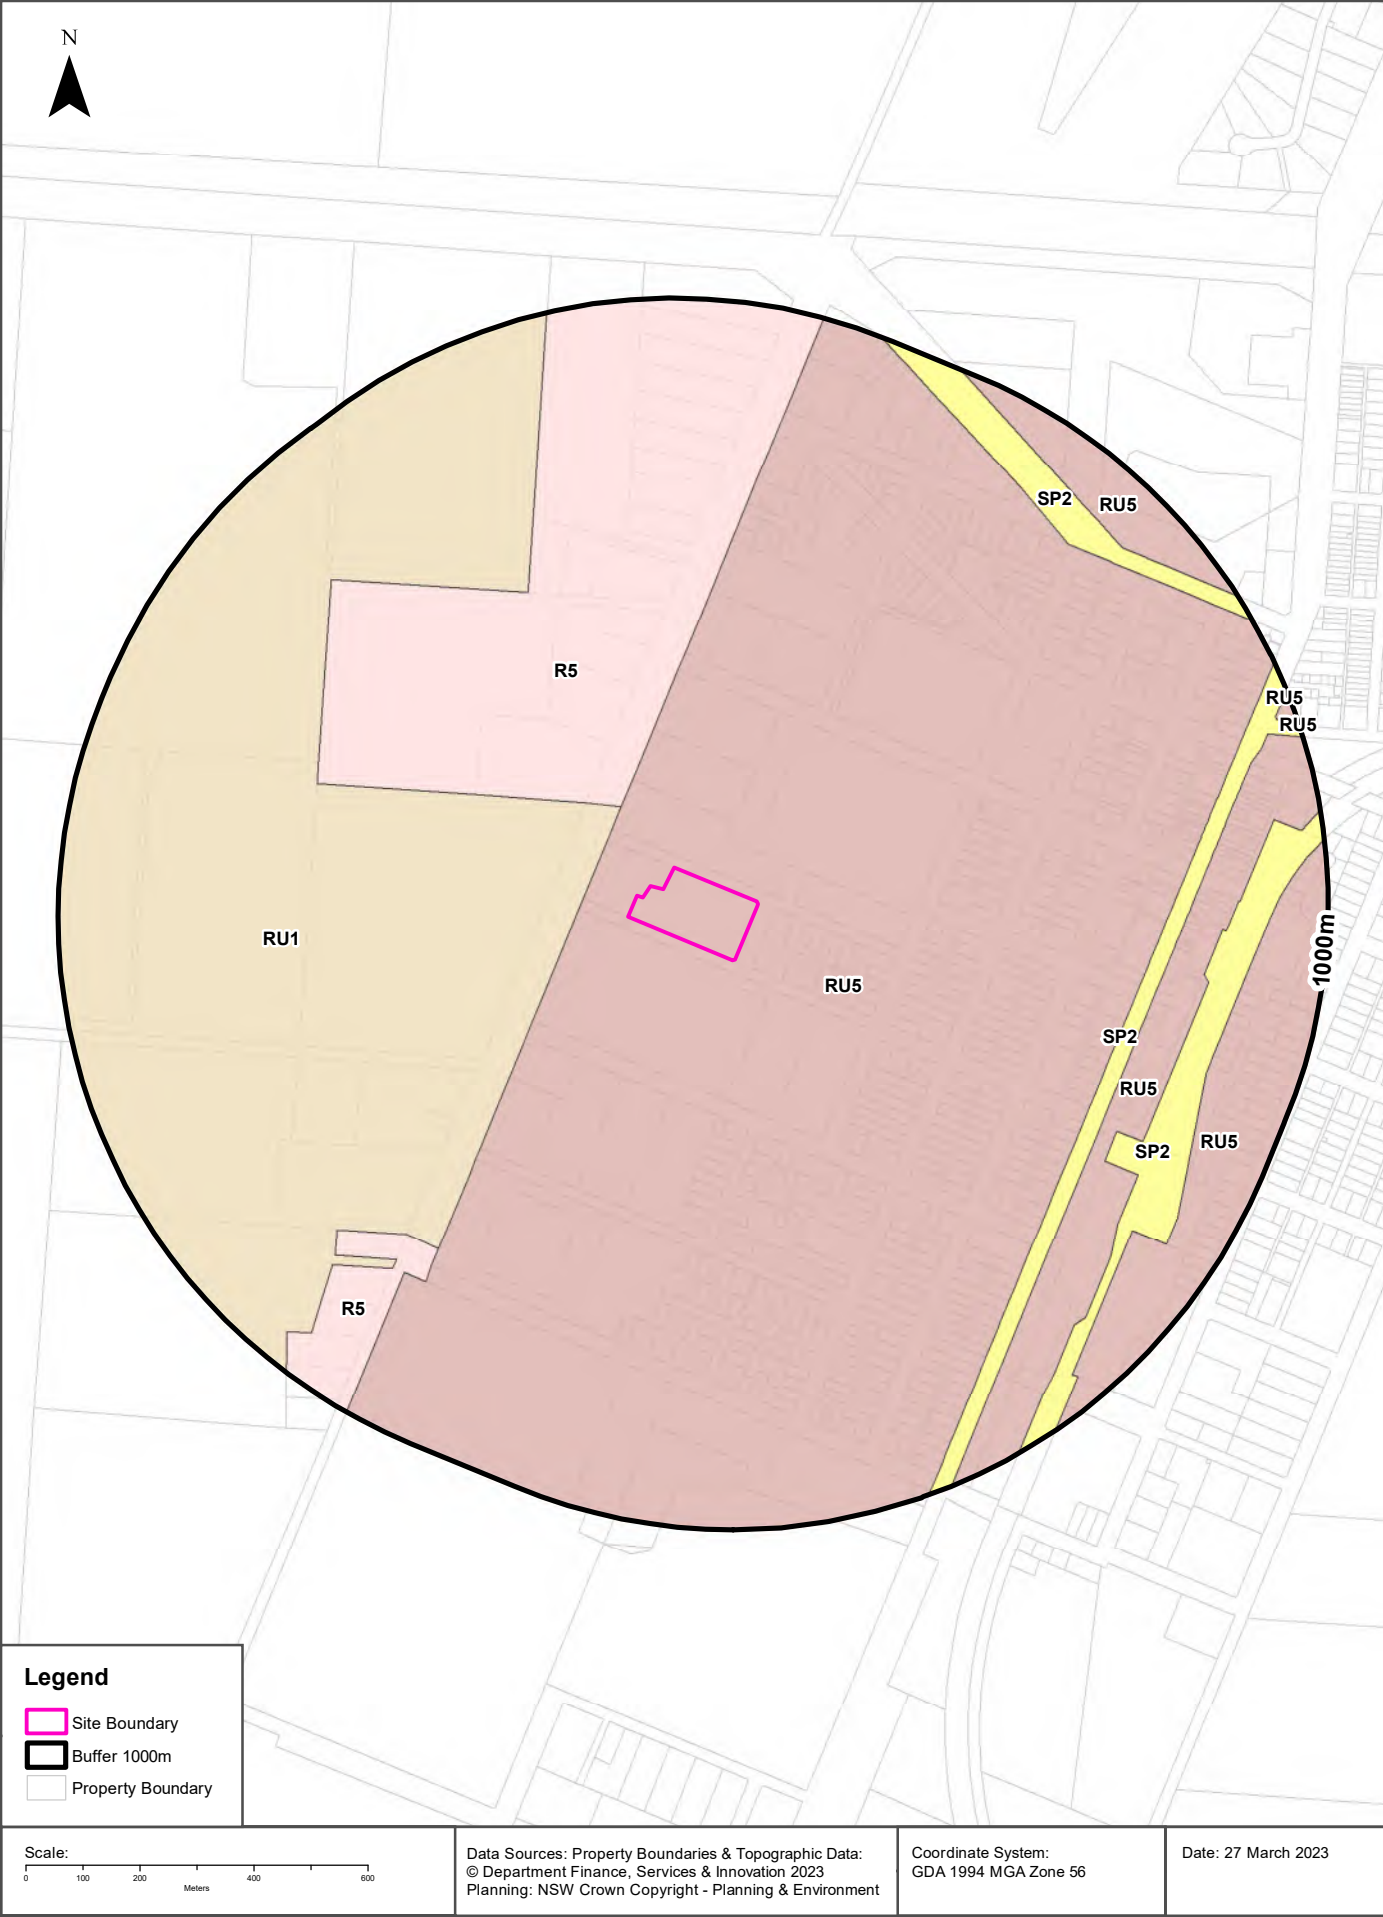 N
SP2
RU5
R5
RU5
RU5
RU1
1000m
RU5
SP2
RU5
RU5
SP2
R5
Legend
Site Boundary
Buffer 1000m
Property Boundary
Scale:
0 100 200 400 600
Meters
Data Sources: Property Boundaries & Topographic Data:
© Department Finance, Services & Innovation 2023
Planning: NSW Crown Copyright - Planning & Environment
Coordinate System:
GDA 1994 MGA Zone 56
Date: 27 March 2023